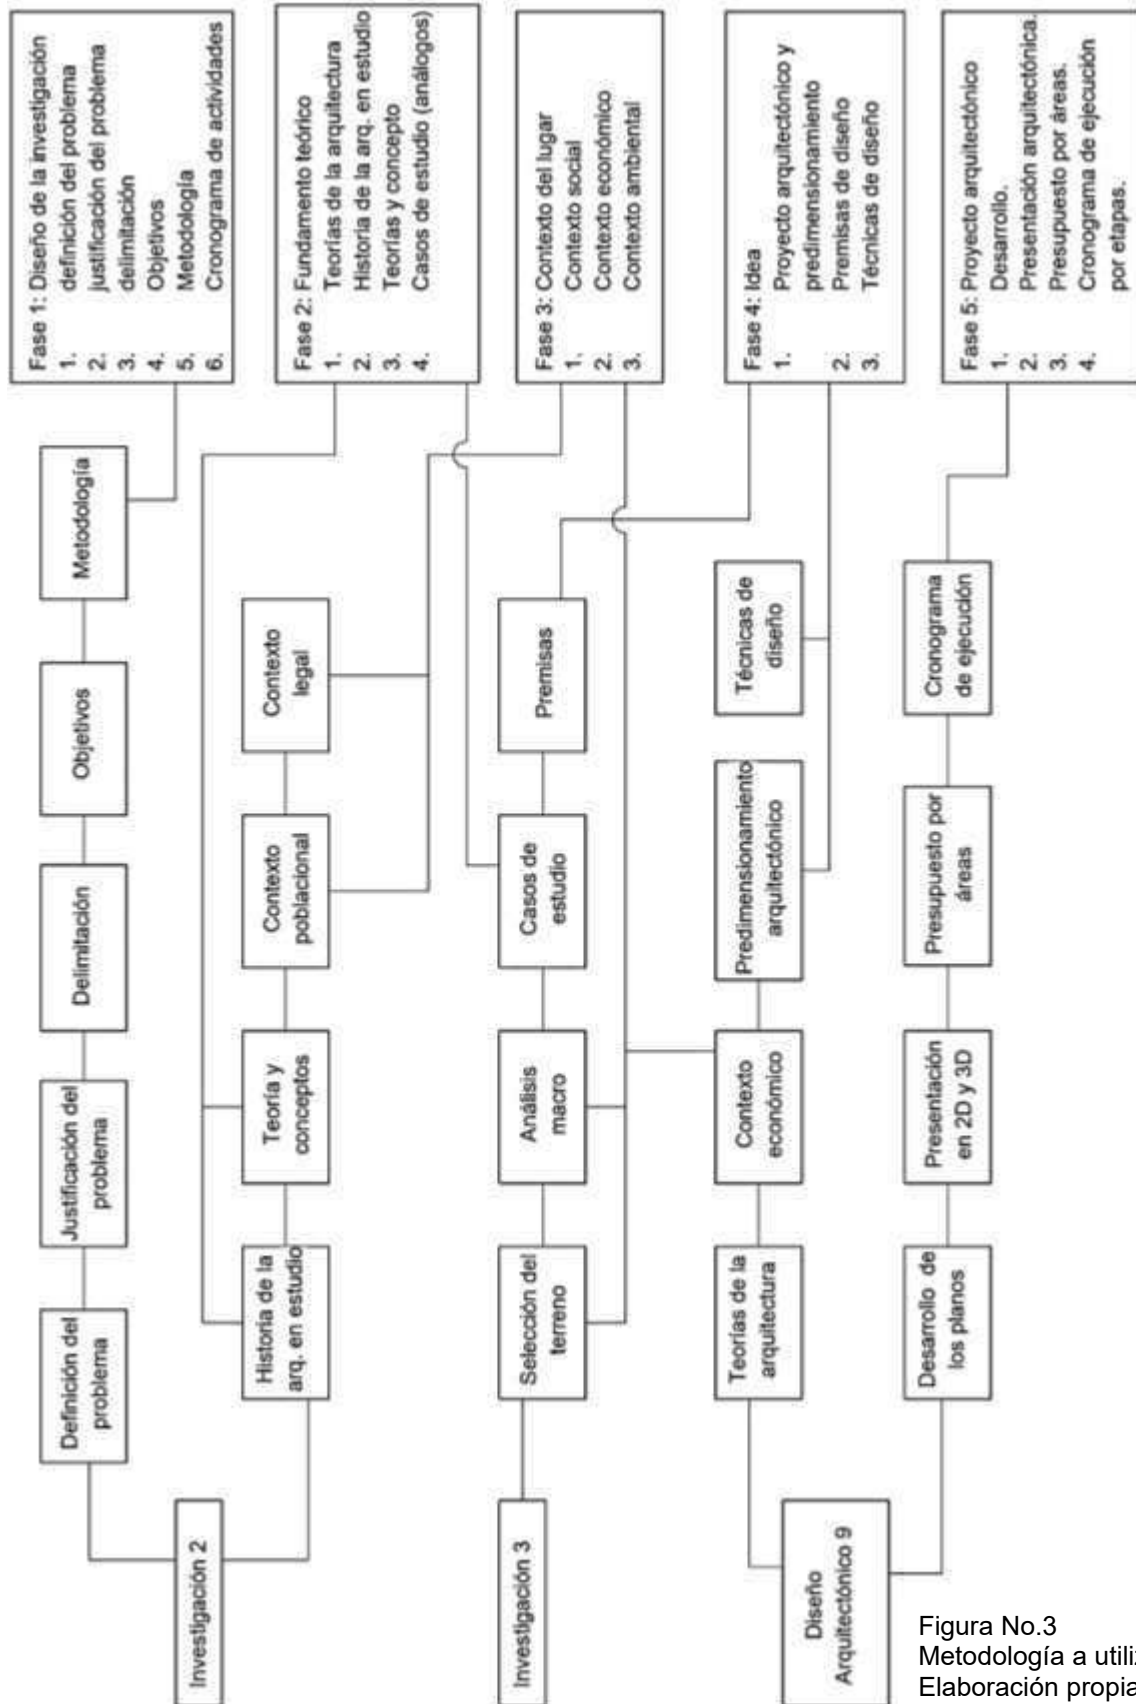 Investigación 2
Definición del
problema
Justificación del
problema
Delimitación
Objetivos
Metodología
Fase 1: Diseño de la investigación
1. definición del problema
2. justificación del problema
3. delimitación
4. Objetivos
5. Metodología
6. Cronograma de actividades
Historia de la
arq. en estudio
Teoría y
conceptos
Contexto
poblacional
Contexto
legal
Fase 2: Fundamento teórico
1. Teorías de la arquitectura
2. Historia de la arq. en estudio
3. Teorías y concepto
4. Casos de estudio (análogos)
Investigación 3
Selección del
terreno
Análisis
macro
Casos de
estudio
Premisas
Fase 3: Contexto del lugar
1. Contexto social
2. Contexto económico
3. Contexto ambiental
Diseño
Arquitectónico 9
Teorías de la
arquitectura
Contexto
económico
Predimensionamiento
arquitectónico
Técnicas de
diseño
Fase 4: Idea
1. Proyecto arquitectónico y
predimensionamiento
2. Premisas de diseño
3. Técnicas de diseño
Desarrollo de
los planos
Presentación
en 2D y 3D
Presupuesto por
áreas
Cronograma
de ejecución
Fase 5: Proyecto arquitectónico
1. Desarrollo.
2. Presentación arquitectónica.
3. Presupuesto por áreas.
4. Cronograma de ejecución
por etapas.
Figura No.3
Metodología a
Elaboración propia